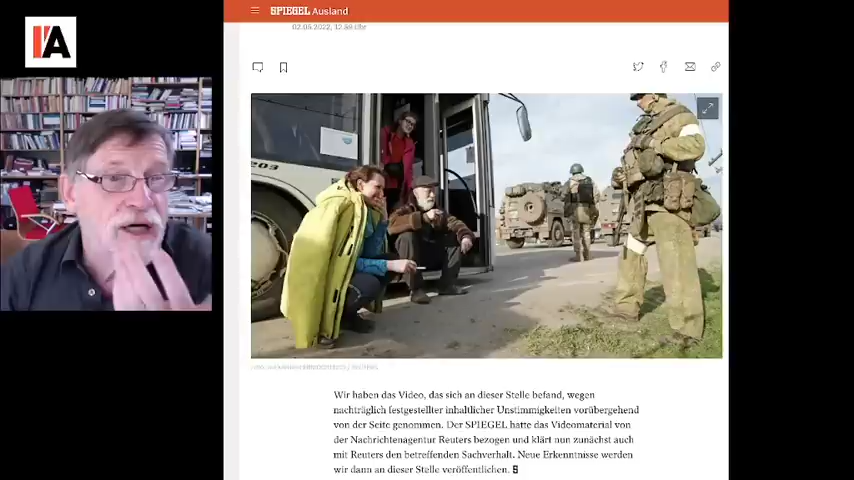 IA
SPIEGEL Ausland
02.05.2022, 12.58 Uhr
203
Wir haben das Video, das sich an dieser Stelle befand, wegen
nachträglich festgestellter inhaltlicher Unstimmigkeiten vorübergehend
von der Seite genommen. Der SPIEGEL hatte das Videomaterial von
der Nachrichtenagentur Reuters bezogen und klärt nun zunächst auch
mit Reuters den betreffenden Sachverhalt. Neue Erkenntnisse werden
wir dann an dieser Stelle veröffentlichen. S